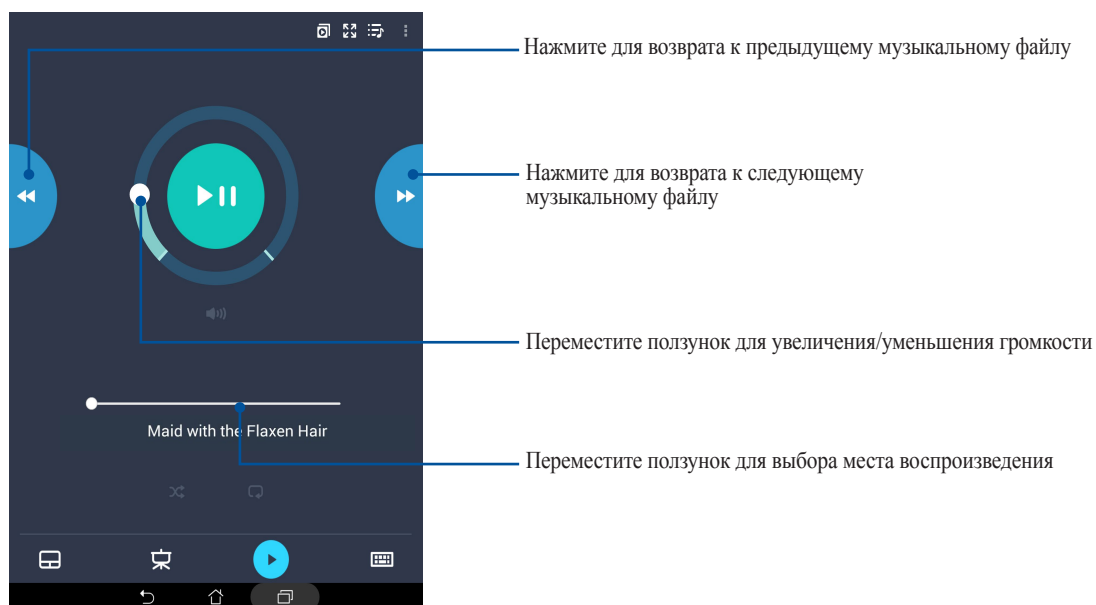 Нажмите для возврата к предыдущему музыкальному файлу
Нажмите для возврата к следующему
музыкальному файлу
Переместите ползунок для увеличения/уменьшения громкости
Maid with the Flaxen Hair
Переместите ползунок для выбора места воспроизведения